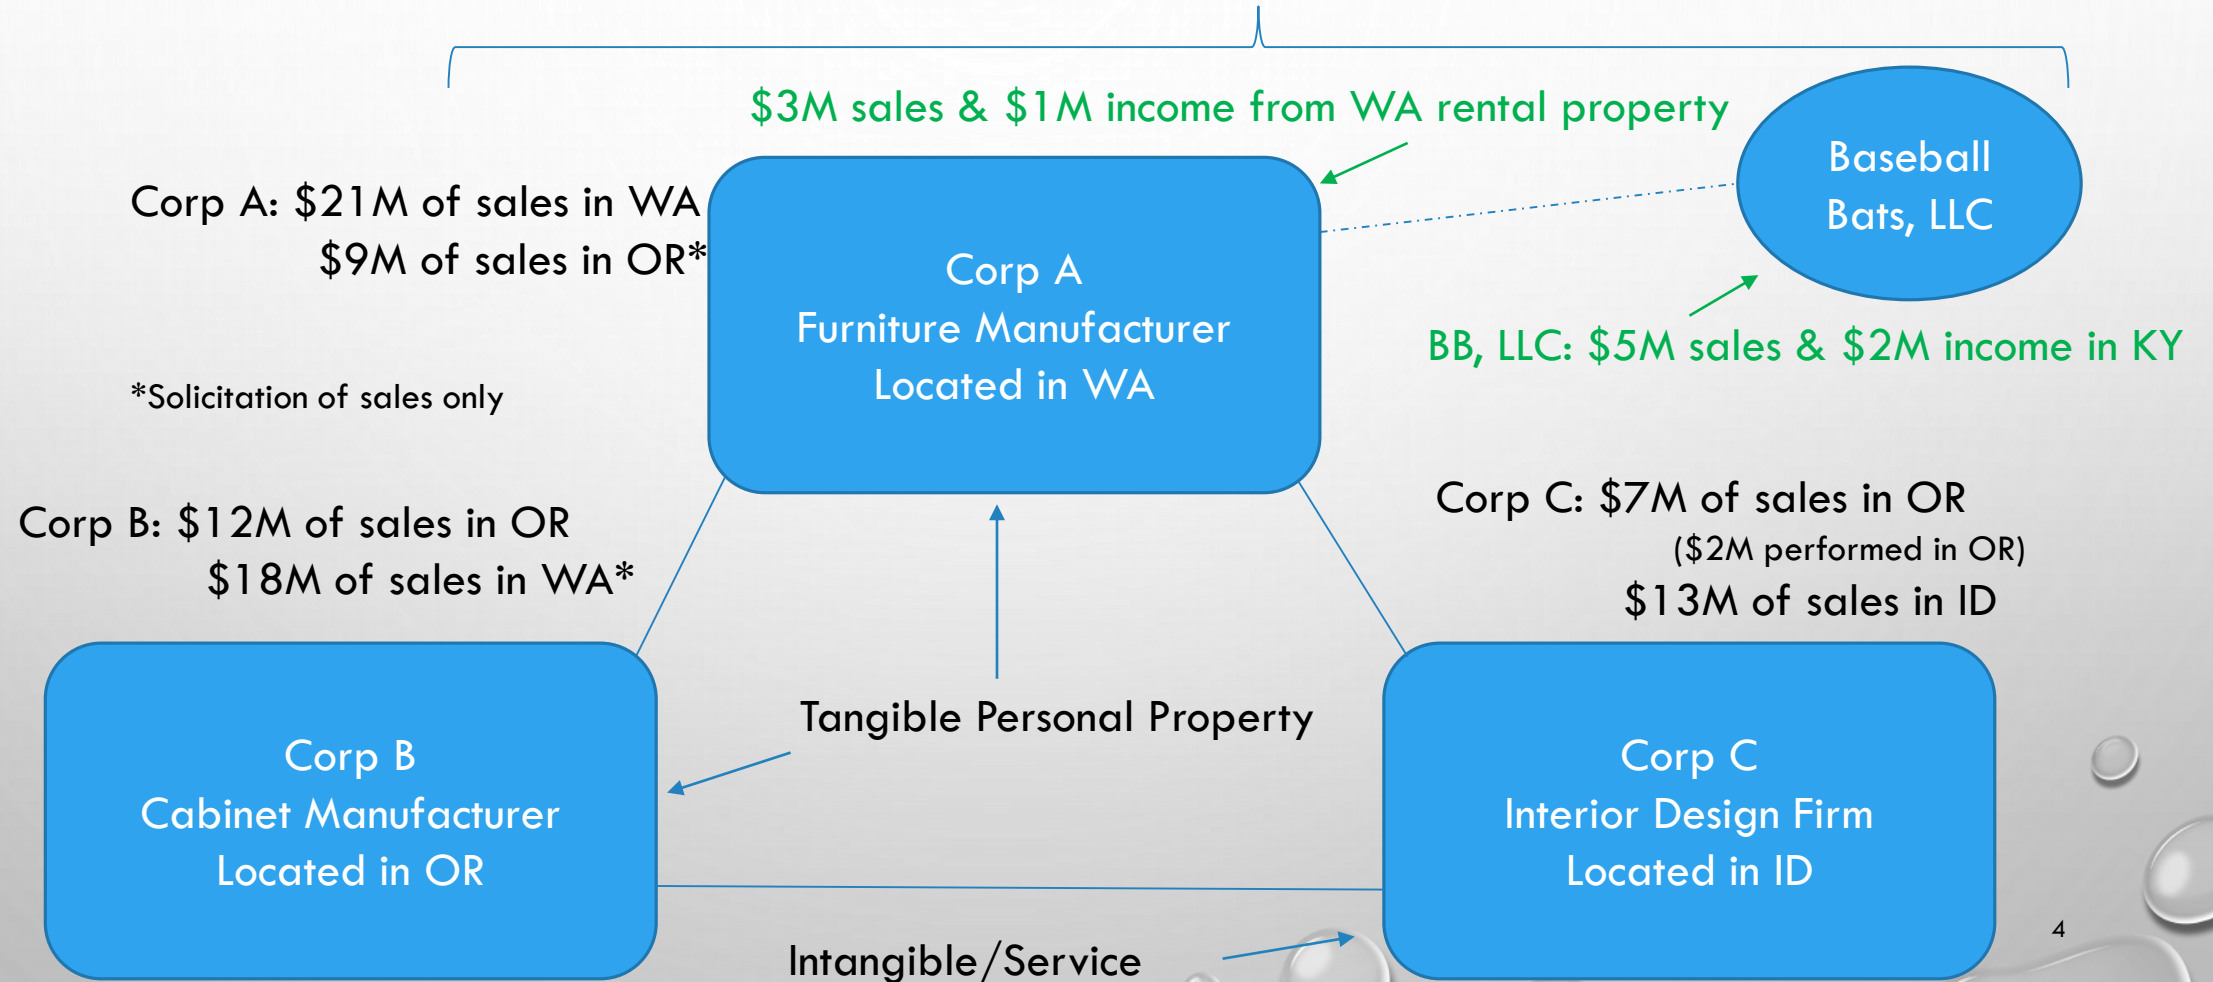 $3M sales & $1M income from WA rental property
Baseball
Bats, LLC
Corp A: $21M of sales in WA
$9M of sales in OR*
Corp A
Furniture Manufacturer
Located in WA
BB, LLC: $5M sales & $2M income in KY
*Solicitation of sales only
Corp B: $12M of sales in OR
$18M of sales in WA*
Corp C: $7M of sales in OR
($2M performed in OR)
$13M of sales in ID
Tangible Personal Property
Corp B
Cabinet Manufacturer
Located in OR
Corp C
Interior Design Firm
Located in ID
Intangible/Service
4